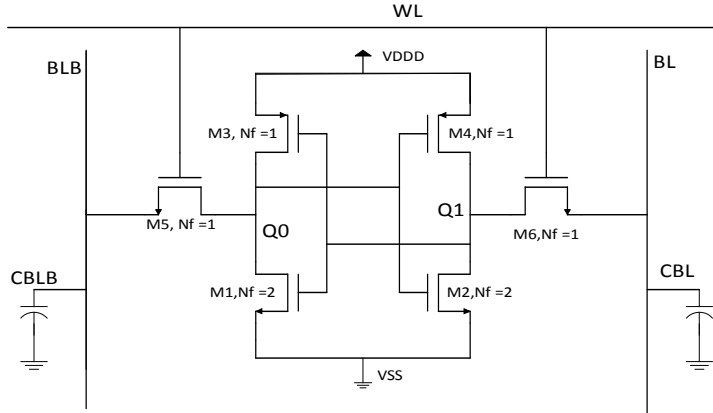 WL
BLB
VDDD
BL
M3, Nf =1
M4,Nf =1
M5, Nf =1
Q0
Q1
M6,Nf =1
CBLB
M1,Nf =2
M2,Nf =2
CBL
VSS